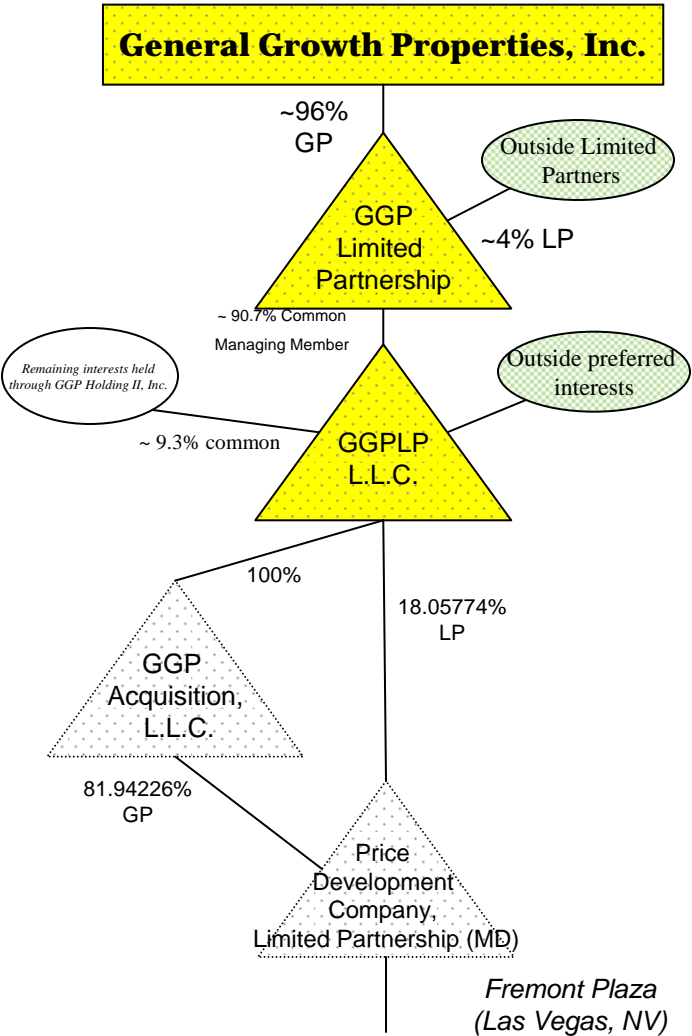 General Growth Properties, Inc.
~96%
GP
Outside Limited
Partners
GGP
Limited
Partnership
~4% LP
~ 90.7% Common
Managing Member
Remaining interests held
through GGP Holding II, Inc.
Outside preferred
interests
~ 9.3% common
GGPLP
L.L.C.
100%
18.05774%
LP
GGP
Acquisition,
L.L.C.
81.94226%
GP
Price
Development
Company,
Limited Partnership (MD)
Fremont Plaza
(Las Vegas, NV)